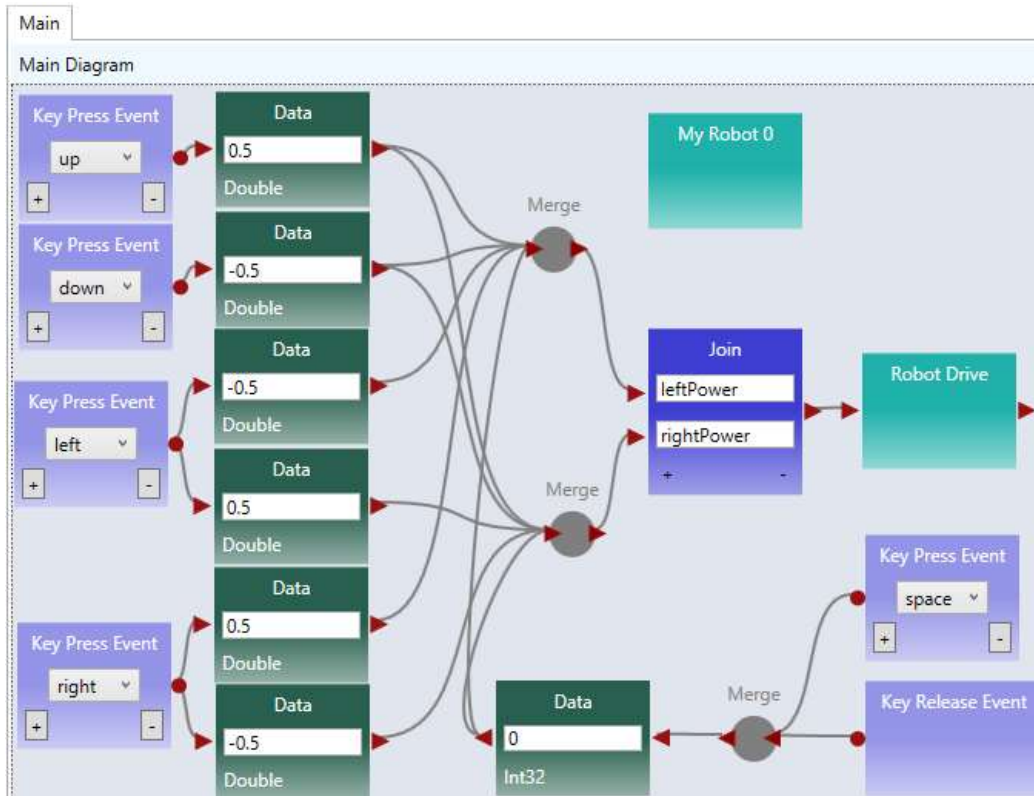 Main
Main Diagram
Key Press Event
up
+ -
Data
0.5
Double
My Robot 0
Merge
Key Press Event
down
+ -
Data
-0.5
Double
Data
-0.5
Double
Join
leftPower
rightPower
+ -
Robot Drive
Key Press Event
left
+ -
Data
0.5
Double
Merge
Key Press Event
space
+ -
Data
0.5
Double
Key Press Event
right
+ -
Data
-0.5
Double
Data
0
Int32
Merge
Key Release Event